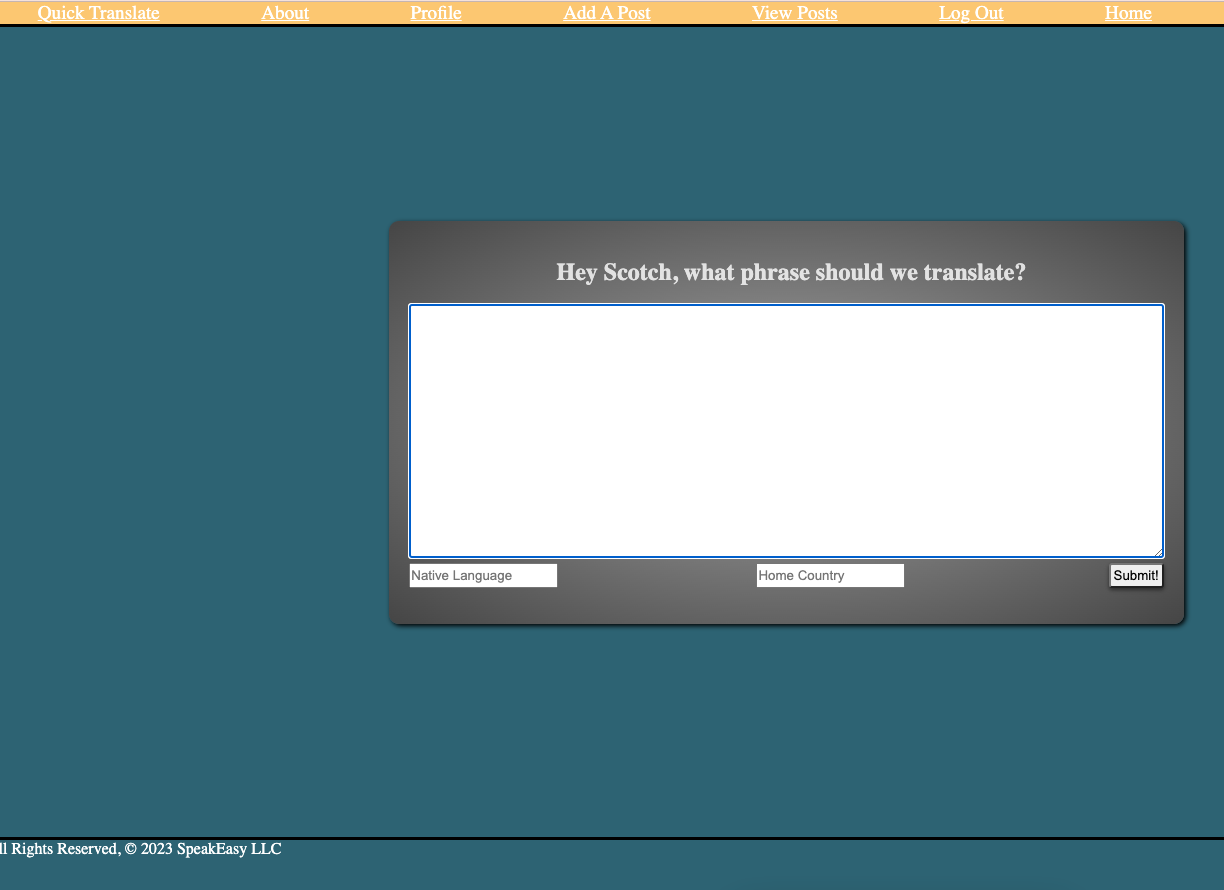 Quick Translate About Profile Add A Post View Posts Log Out Home
Hey Scotch, what phrase should we translate?
Native Language Home Country Submit!
ll Rights Reserved, © 2023 SpeakEasy LLC